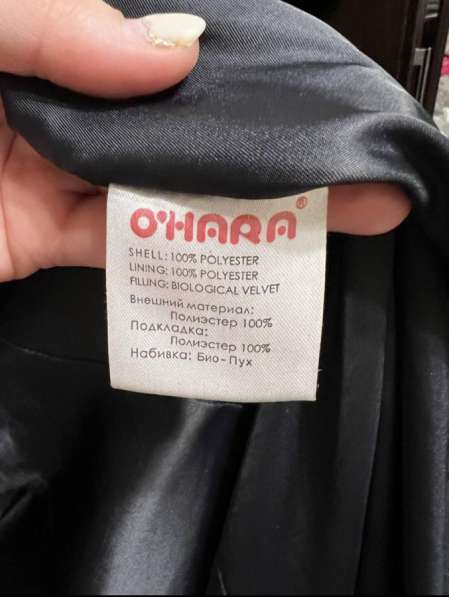 O'HARA®
SHELL: 100% POLYESTER
LINING: 100% POLYESTER
FILLING: BIOLOGICAL VELVET
Внешний материал:
Полиэстер 100%
Подкладка:
Полиэстер 100%
Набивка: Био-Пух